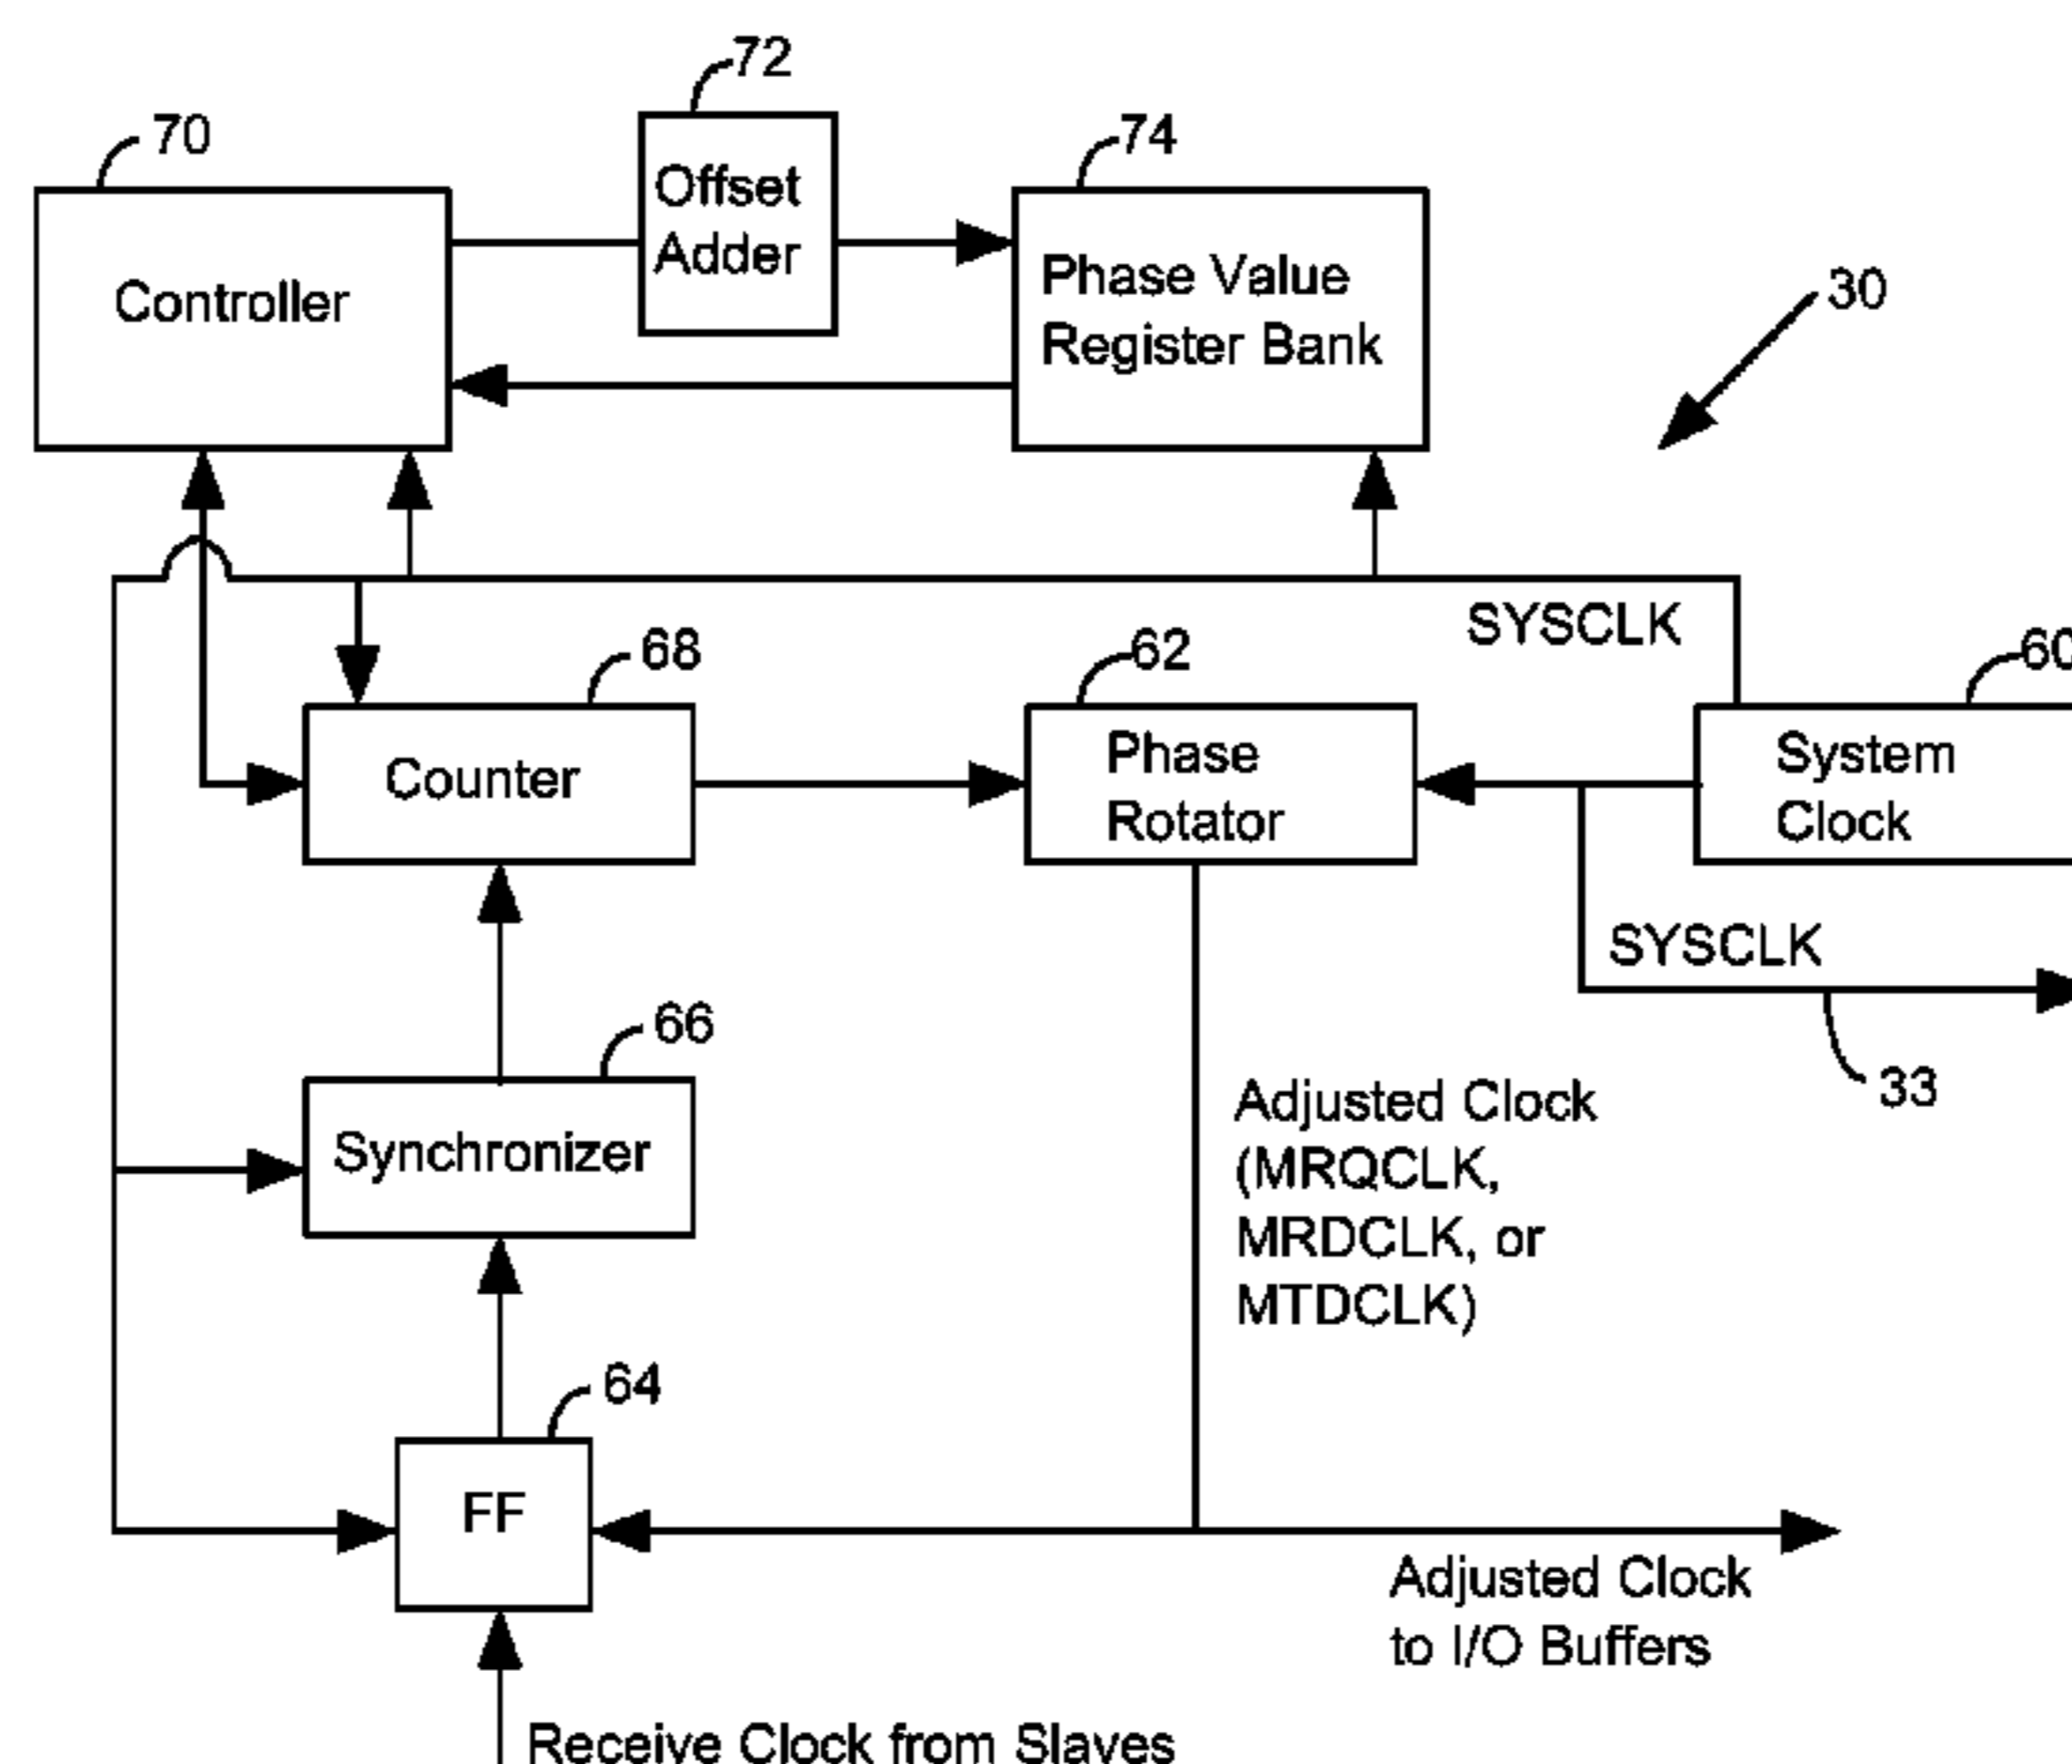 72
70
74
Offset
Adder
Controller
Phase Value
Register Bank
30
SYSCLK
68
62
60
Counter
Phase
Rotator
System
Clock
SYSCLK
66
33
Synchronizer
Adjusted Clock
(MRQCLK,
MRDCLK, or
MTDCLK)
64
FF
Adjusted Clock
to I/O Buffers
Receive Clock from Slaves